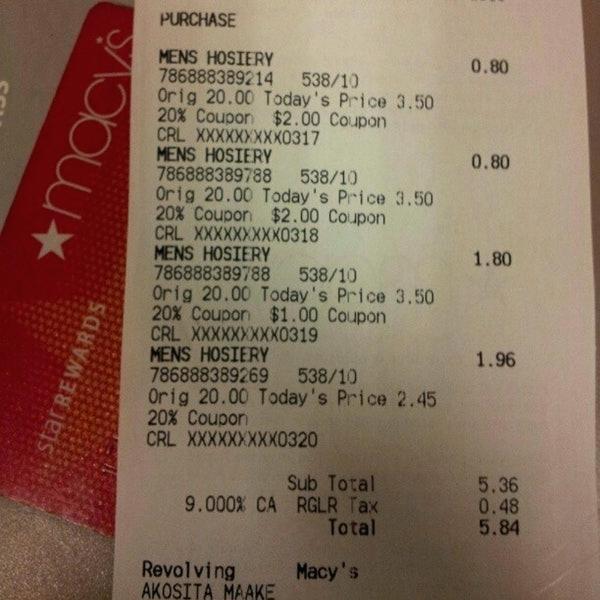 PURCHASE
MENS HOSIERY 0.80
786888389214 538/10
Orig 20.00 Today's Price 3.50
20% Coupon $2.00 Coupon
CRL XXXXXXXXX0317
MENS HOSIERY 0.80
786888389788 538/10
Orig 20.00 Today's Price 3.50
20% Coupon $2.00 Coupon
CRL XXXXXXXXX0318
MENS HOSIERY 1.80
786888389788 538/10
Orig 20.00 Today's Price 3.50
20% Coupon $1.00 Coupon
CRL XXXXXXXXX0319
MENS HOSIERY 1.96
786888389269 538/10
Orig 20.00 Today's Price 2.45
20% Coupon
CRL XXXXXXXXX0320
Sub Total 5.36
9.000% CA RGLR Tax 0.48
Total 5.84
Revolving Macy's
AKOSITA MAAKE
macy's
Star REWARDS